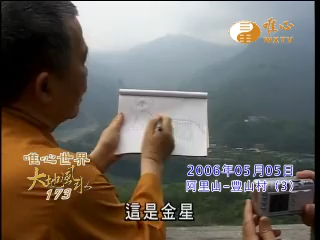 唯心
WXTV
唯心世界
大地風水
173
2006年05月05日
阿里山-豐山村（3）
這是金星